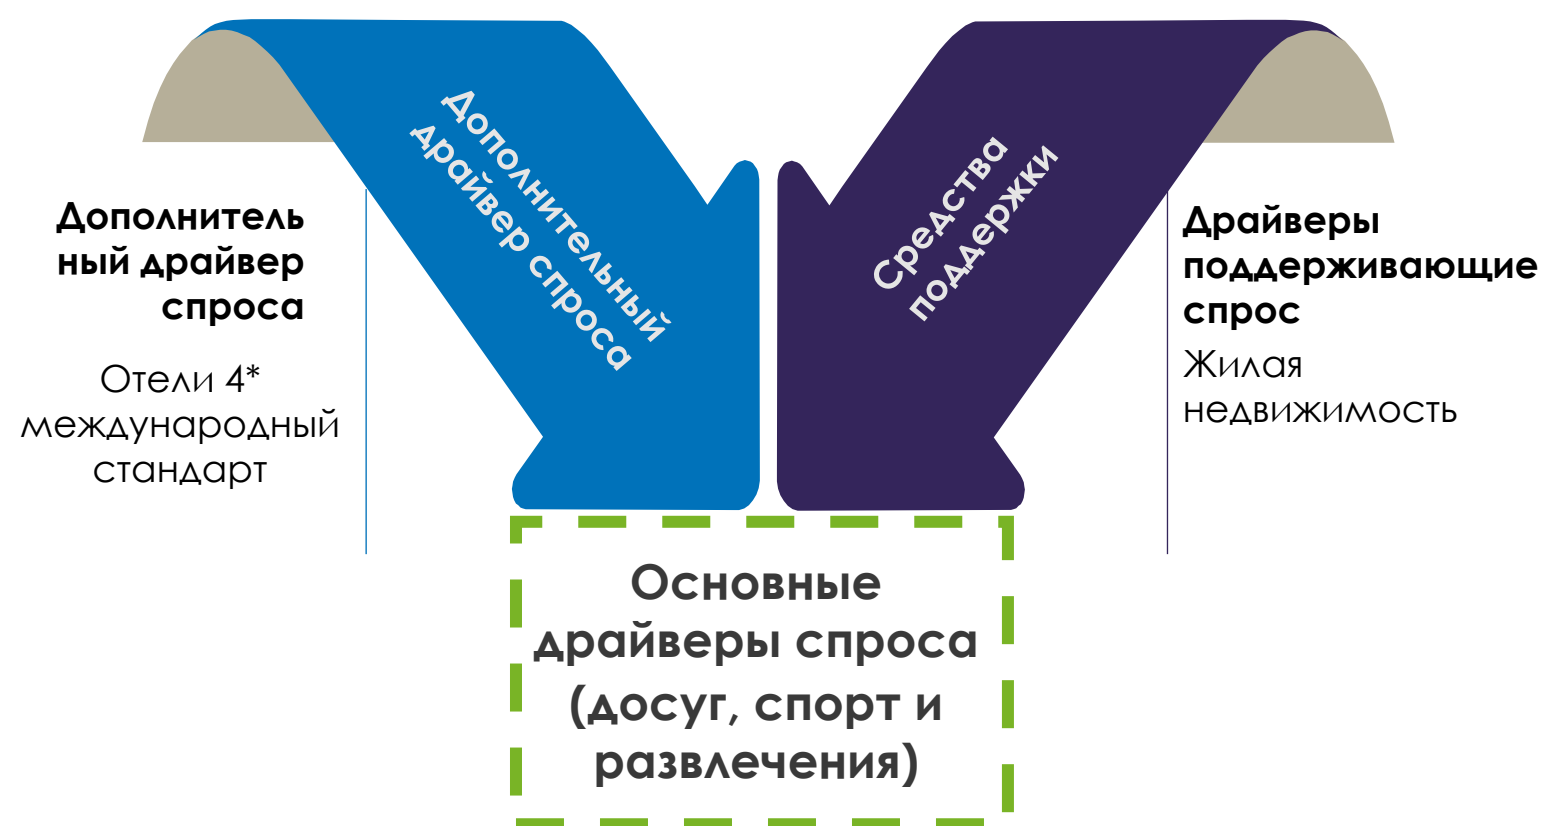 Дополнительный
драйвер спроса
Средства
поддержки
Дополнитель
ный драйвер
спроса
Отели 4*
международный
стандарт
Драйверы
поддерживающие
спрос
Жилая
недвижимость
Основные
драйверы спроса
(досуг, спорт и
развлечения)